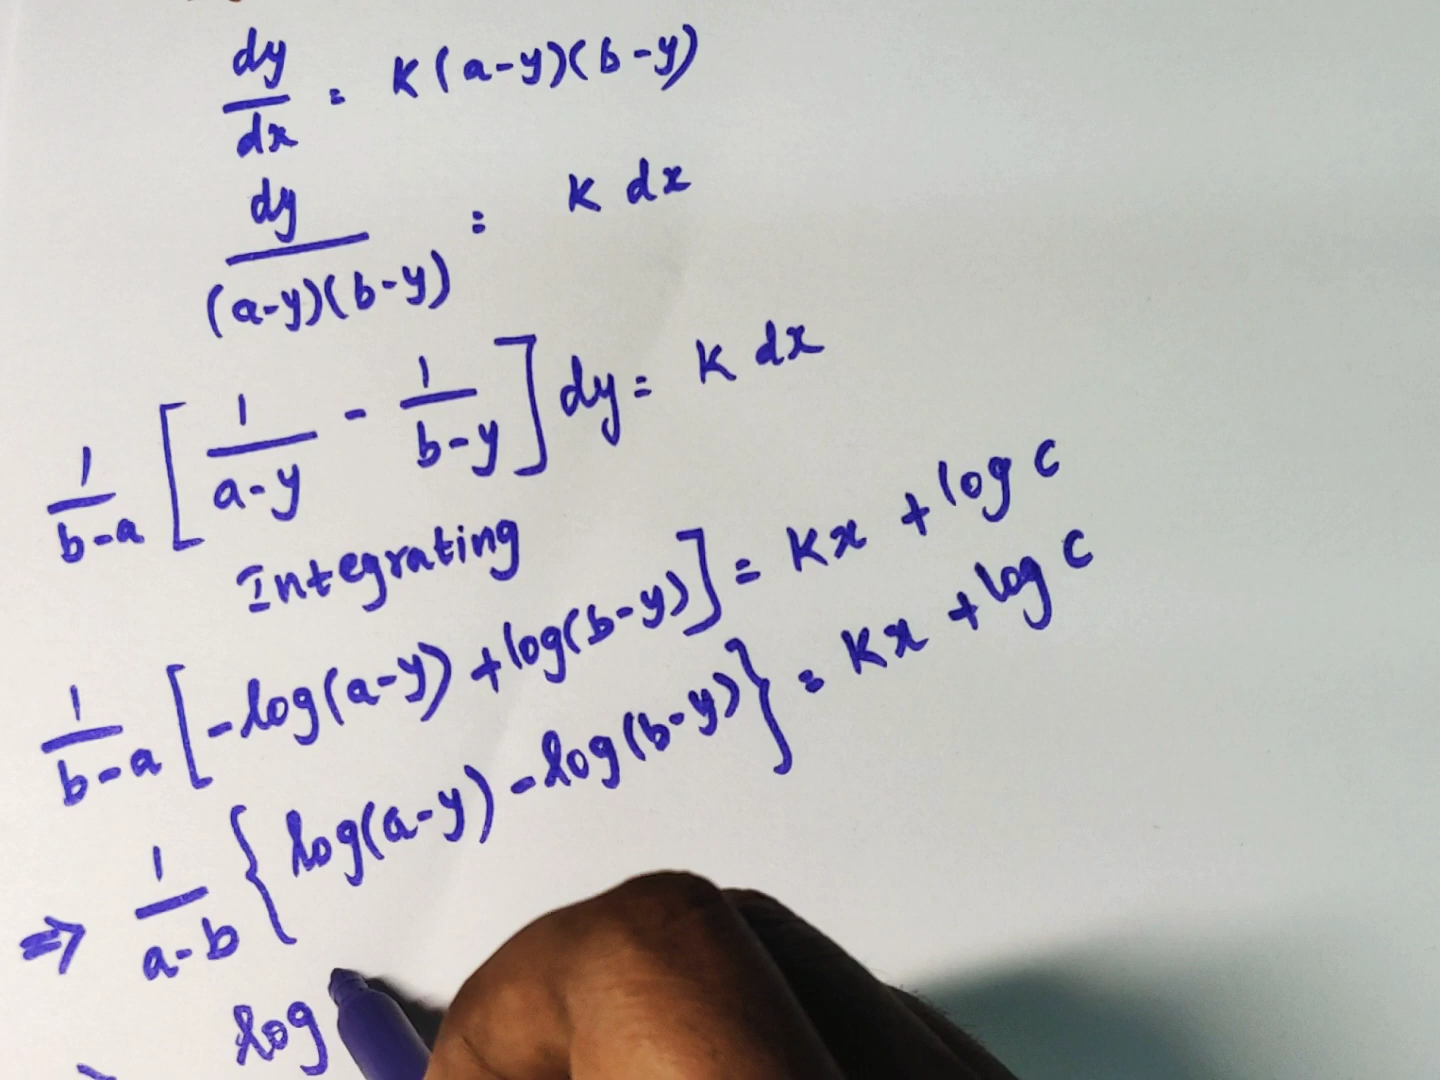 dy/dx = K(a-y)(b-y)
dy/(a-y)(b-y) = K dx
1/b-a [1/a-y - 1/b-y] dy = K dx
Integrating
1/b-a [-log(a-y) + log(b-y)] = Kx + log c
⇒ 1/a-b {log(a-y) - log(b-y)} = Kx + log c
log